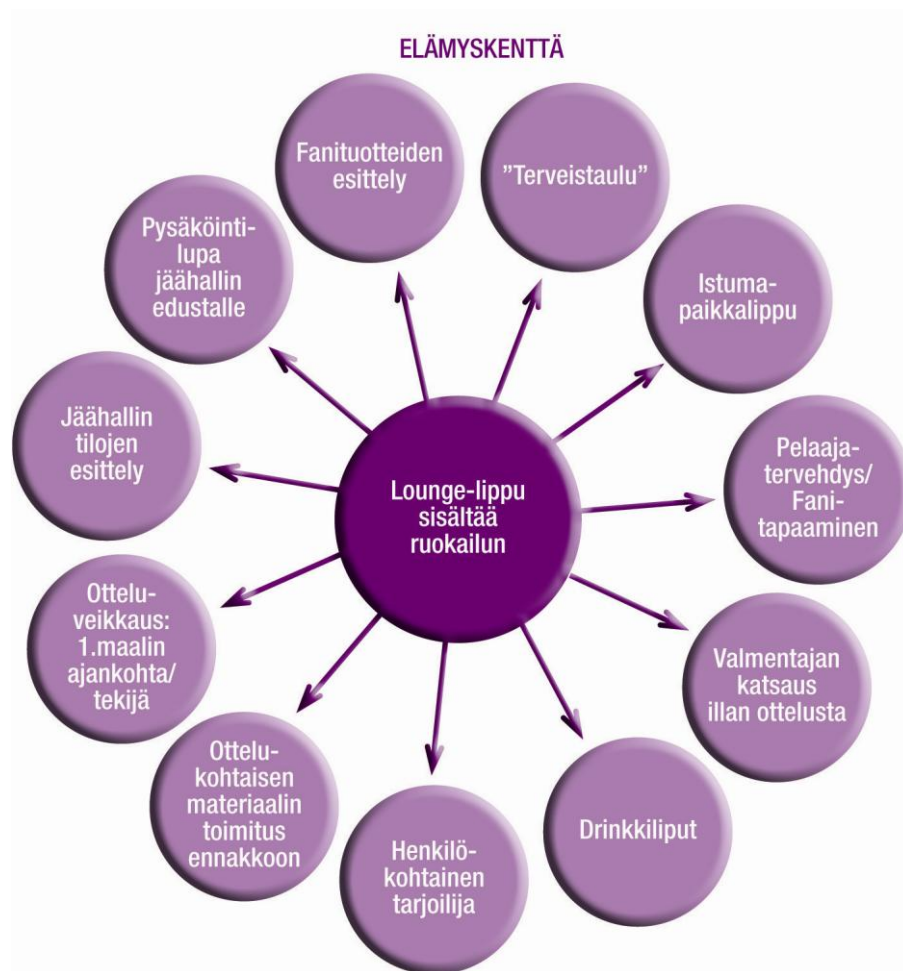 ELÄMYSKENTTÄ
Fanituotteiden
esittely
”Terveistaulu”
Istuma-
paikkalippu
Pelaaja-
tervehdys/
Fani-
tapaaminen
Valmentajan
katsaus
illan ottelusta
Drinkkiliput
Henkilö-
kohtainen
tarjoilija
Ottelu-
kohtaisen
materiaalin
toimitus
ennakkoon
Ottelu-
veikkaus:
1.maalin
ajankohta/
tekijä
Jäähallin
tilojen
esittely
Pysäköinti-
lupa
jäähallin
edustalle
Lounge-lippu
sisältää
ruokailun